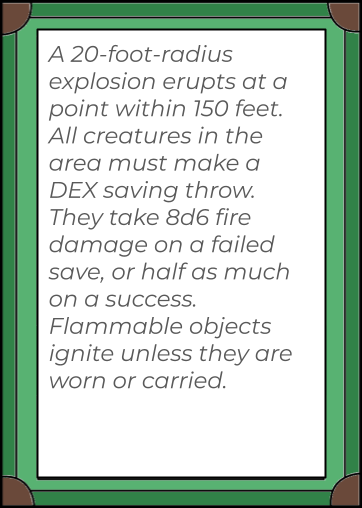 A 20-foot-radius
explosion erupts at a
point within 150 feet.
All creatures in the
area must make a
DEX saving throw.
They take 8d6 fire
damage on a failed
save, or half as much
on a success.
Flammable objects
ignite unless they are
worn or carried.